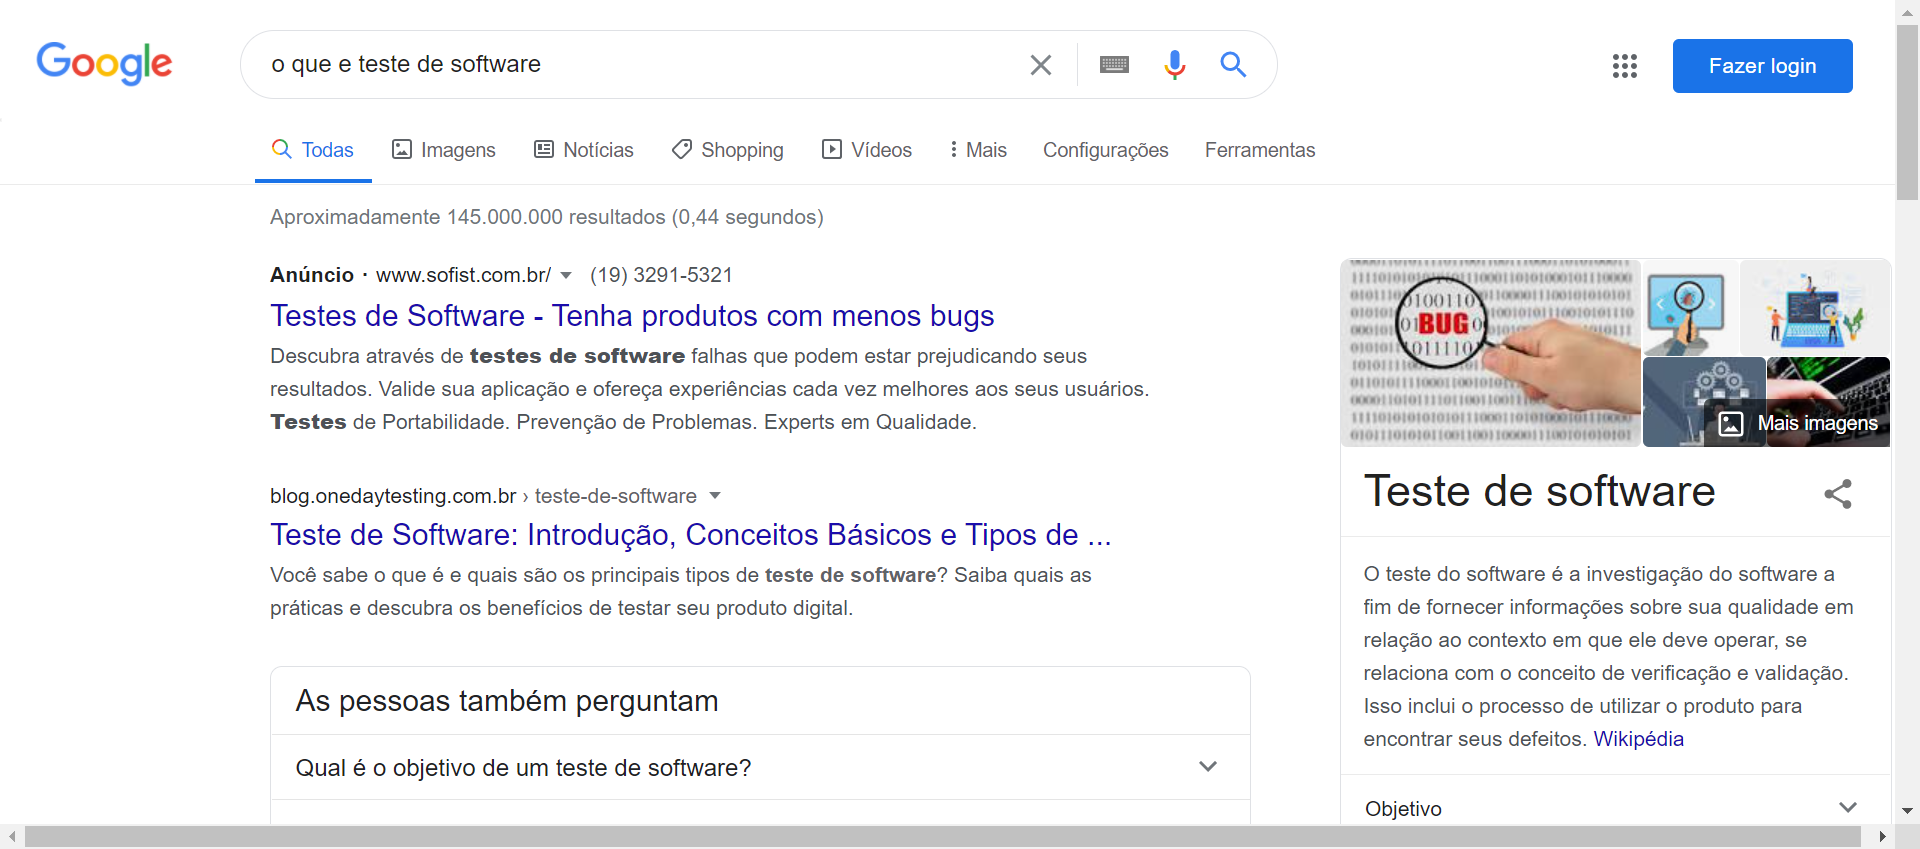 Google
o que e teste de software
Fazer login
Todas
Imagens
Notícias
Shopping
Vídeos
Mais
Configurações
Ferramentas
Aproximadamente 145.000.000 resultados (0,44 segundos)
Anúncio · www.sofist.com.br/ (19) 3291-5321
Testes de Software - Tenha produtos com menos bugs
Descubra através de testes de software falhas que podem estar prejudicando seus
resultados. Valide sua aplicação e ofereça experiências cada vez melhores aos seus usuários.
Testes de Portabilidade. Prevenção de Problemas. Experts em Qualidade.
blog.onedaytesting.com.br › teste-de-software
Teste de Software: Introdução, Conceitos Básicos e Tipos de ...
Você sabe o que é e quais são os principais tipos de teste de software? Saiba quais as
práticas e descubra os benefícios de testar seu produto digital.
As pessoas também perguntam
Qual é o objetivo de um teste de software?
BUG
Mais imagens
Teste de software
O teste do software é a investigação do software a
fim de fornecer informações sobre sua qualidade em
relação ao contexto em que ele deve operar, se
relaciona com o conceito de verificação e validação.
Isso inclui o processo de utilizar o produto para
encontrar seus defeitos. Wikipédia
Objetivo